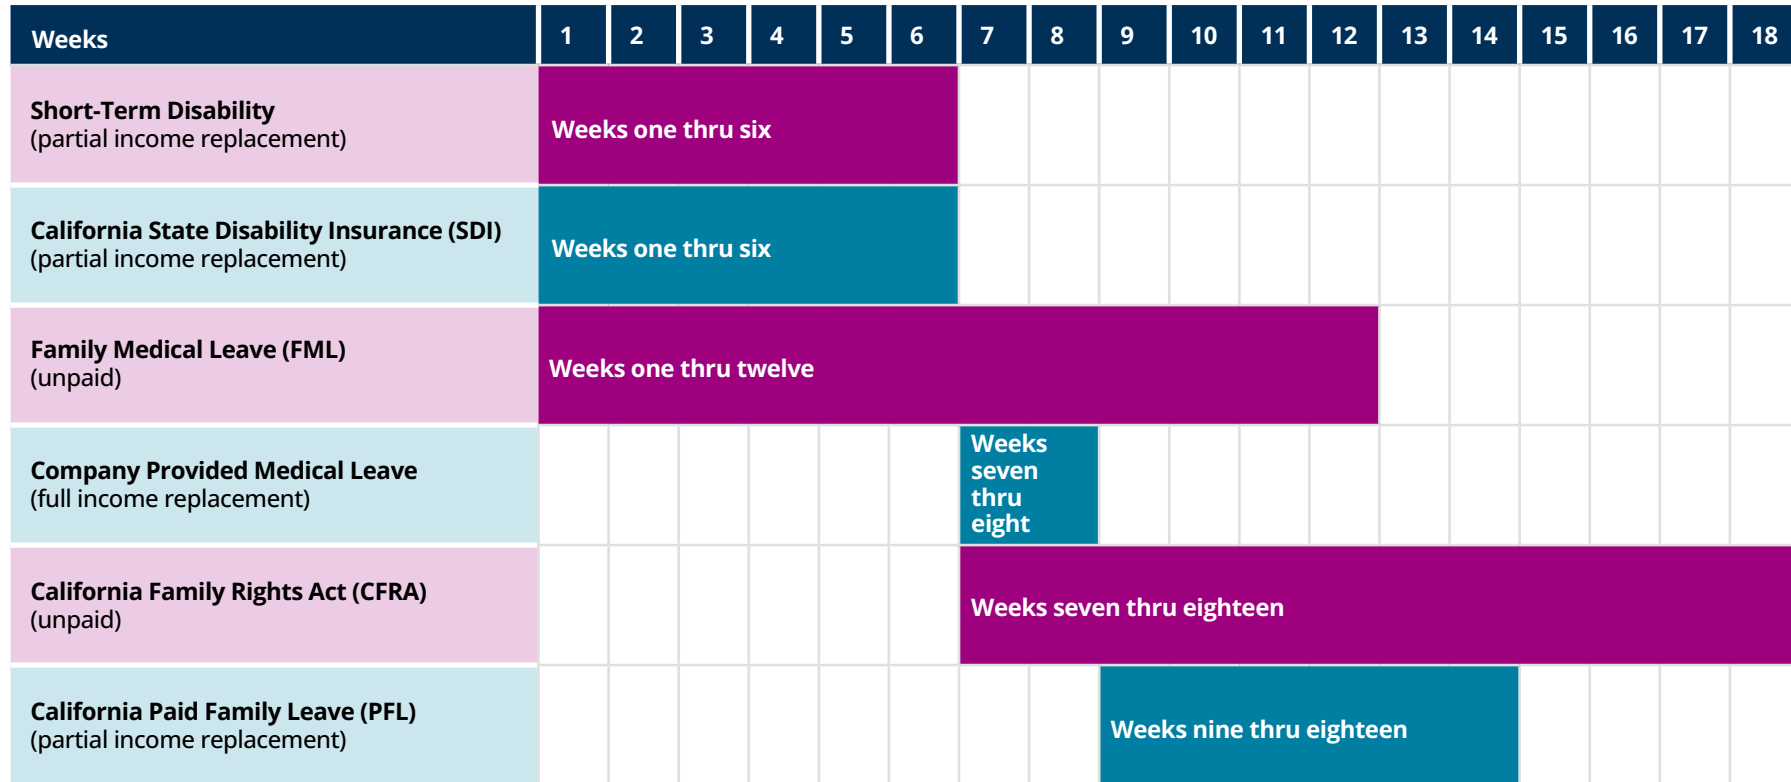 Weeks 1 2 3 4 5 6 7 8 9 10 11 12 13 14 15 16 17 18
Short-Term Disability
(partial income replacement)
Weeks one thru six
California State Disability Insurance (SDI)
(partial income replacement)
Weeks one thru six
Family Medical Leave (FML)
(unpaid)
Weeks one thru twelve
Company Provided Medical Leave
(full income replacement)
Weeks
seven
thru
eight
California Family Rights Act (CFRA)
(unpaid)
Weeks seven thru eighteen
California Paid Family Leave (PFL)
(partial income replacement)
Weeks nine thru eighteen